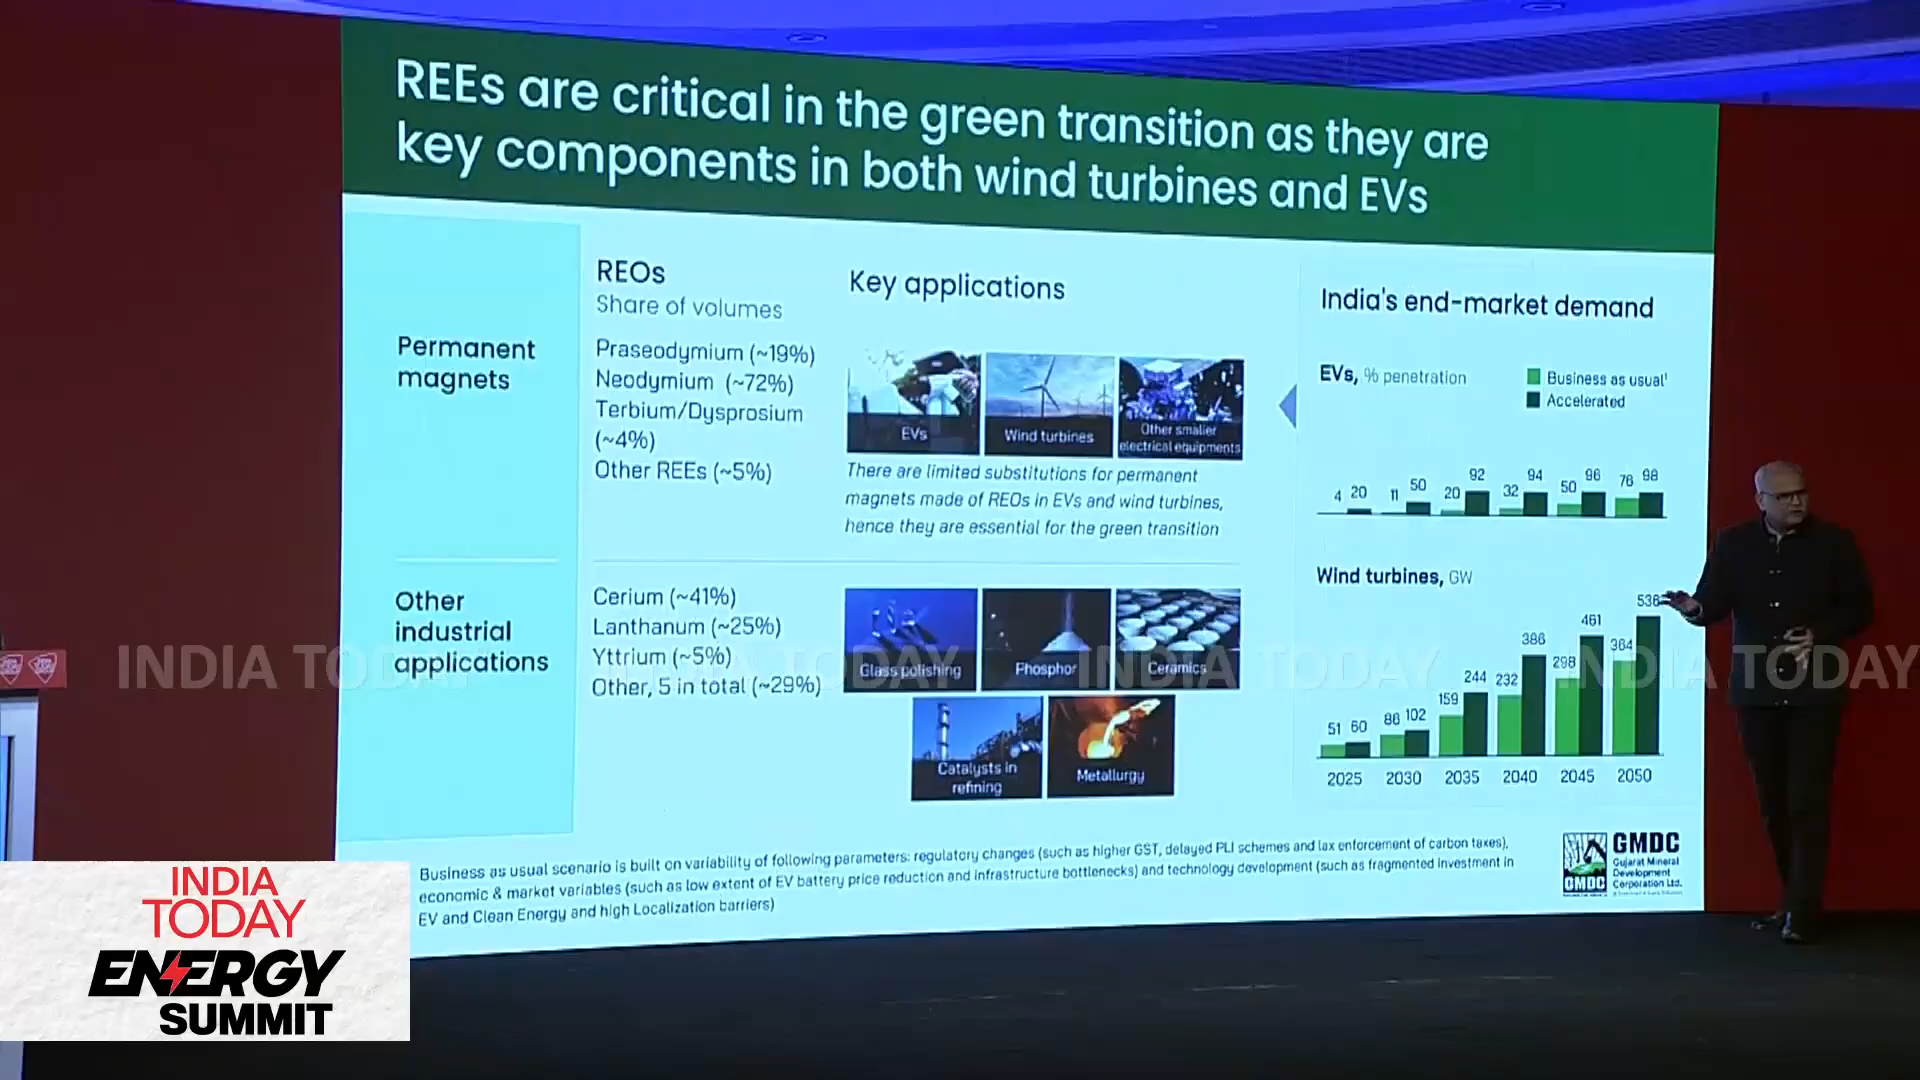 REEs are critical in the green transition as they are
key components in both wind turbines and EVs
REOs
Share of volumes
Key applications
India's end-market demand
Permanent
magnets
Praseodymium (~19%)
Neodymium (~72%)
Terbium/Dysprosium
(~4%)
Other REEs (~5%)
EVs
Wind turbines
Other smaller
electrical equipments
There are limited substitutions for permanent
magnets made of REOs in EVs and wind turbines,
hence they are essential for the green transition
EVs, % penetration
Business as usual¹
Accelerated
4 20 11 50 20 92 32 94 50 96 76 98
Other
industrial
applications
Cerium (~41%)
Lanthanum (~25%)
Yttrium (~5%)
Other, 5 in total (~29%)
Glass polishing
Phosphor
Ceramics
Catalysts in
refining
Metallurgy
Wind turbines, GW
51 60 86 102 159 244 232 386 298 461 364 536
2025 2030 2035 2040 2045 2050
Business as usual scenario is built on variability of following parameters: regulatory changes (such as higher GST, delayed PLI schemes and lax enforcement of carbon taxes),
economic & market variables (such as low extent of EV battery price reduction and infrastructure bottlenecks) and technology development (such as fragmented investment in
EV and Clean Energy and high Localization barriers)
GMDC
GMDC
Gujarat Mineral
Development
Corporation Ltd.
INDIA TODAY INDIA TODAY INDIA TODAY INDIA TODAY
INDIA
TODAY
ENERGY
SUMMIT